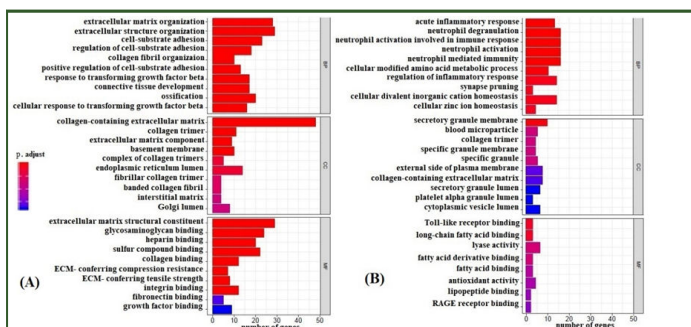 p. adjust
extracellular matrix organization
extracellular structure organization
cell-substrate adhesion
regulation of cell-substrate adhesion
collagen fibril organizaion
positive regulation of cell-substrate adhesion
response to transforming growth factor beta
connective tissue development
ossification
cellular response to transforming growth factor beta
BP
collagen-containing extracellular matrix
collagen trimer
extracellular matrix component
basement membrane
complex of collagen trimers
endoplasmic reticulum lumen
fibrillar collagen trimer
banded collagen fibril
interstitial matrix
Golgi lumen
CC
extracellular matrix structural constituent
glycosaminoglycan binding
heparin binding
sulfur compound binding
collagen binding
ECM- conferring compression resistance
ECM- conferring tensile strength
integrin binding
fibronectin binding
growth factor binding
MF
(A)
0 10 20 30 40 50
number of genes
acute inflammatory response
neutrophil degranulation
neutrophil activation involved in immune response
neutrophil activation
neutrophil mediated immunity
cellular modified amino acid metabolic process
regulation of inflammatory response
synapse pruning
cellular divalent inorganic cation homeostasis
cellular zinc ion homeostasis
BP
secretory granule membrane
blood microparticle
collagen trimer
specific granule membrane
specific granule
external side of plasma membrane
collagen-containing extracellular matrix
secretory granule lumen
platelet alpha granule lumen
cytoplasmic vesicle lumen
CC
Toll-like receptor binding
long-chain fatty acid binding
lyase activity
fatty acid derivative binding
fatty acid binding
antioxidant activity
lipopeptide binding
RAGE receptor binding
MF
(B)
0 10 20 30 40 50
number of genes